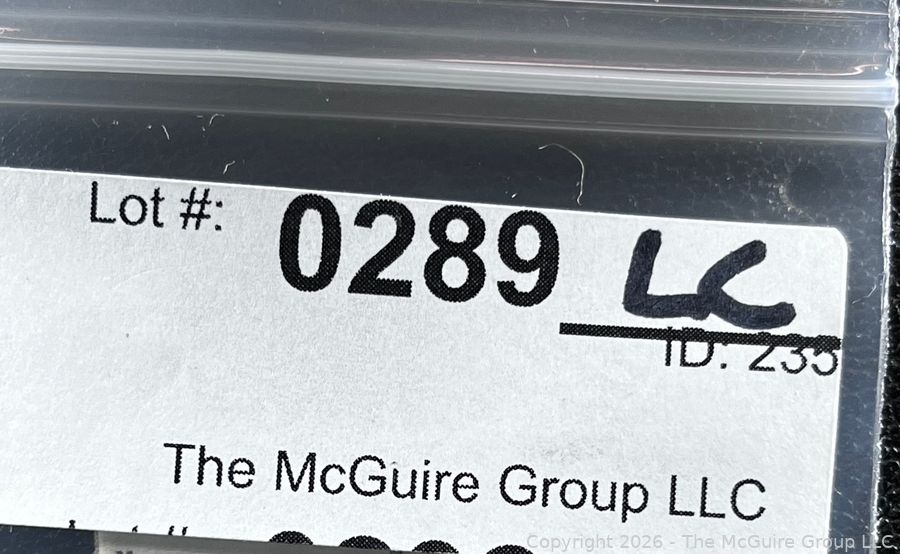 Lot #: 0289 LC
ID: 235
The McGuire Group LLC
Copyright 2026 - The McGuire Group LLC